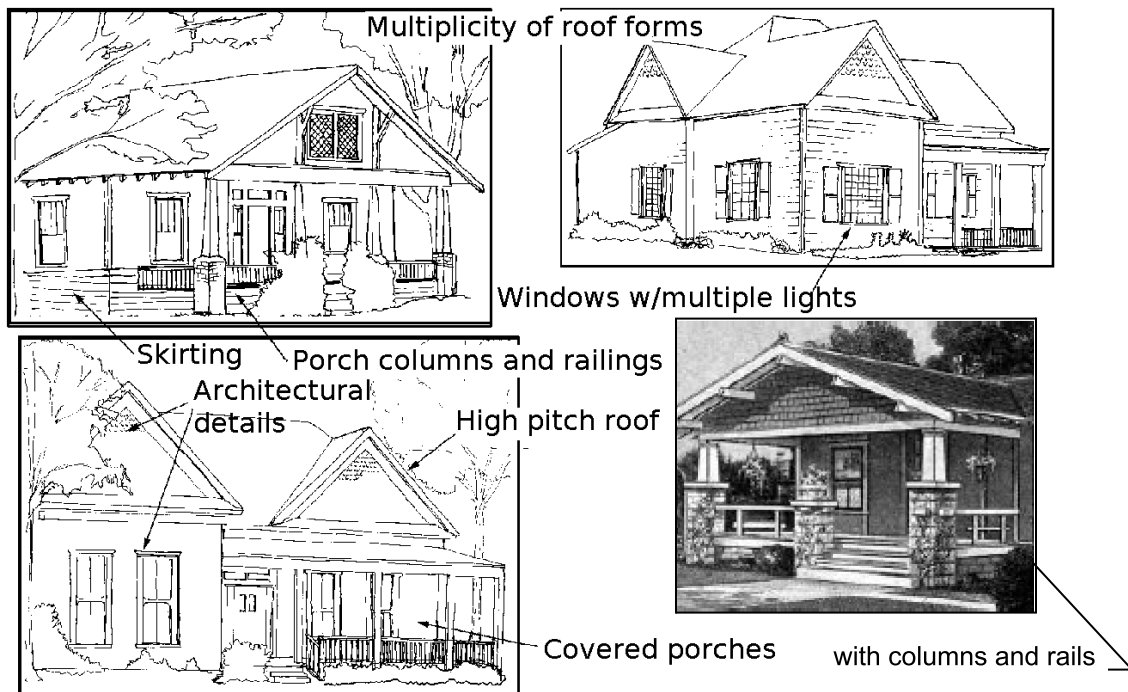 Multiplicity of roof forms
Windows w/multiple lights
Skirting
Porch columns and railings
Architectural
details
High pitch roof
Covered porches
with columns and rails